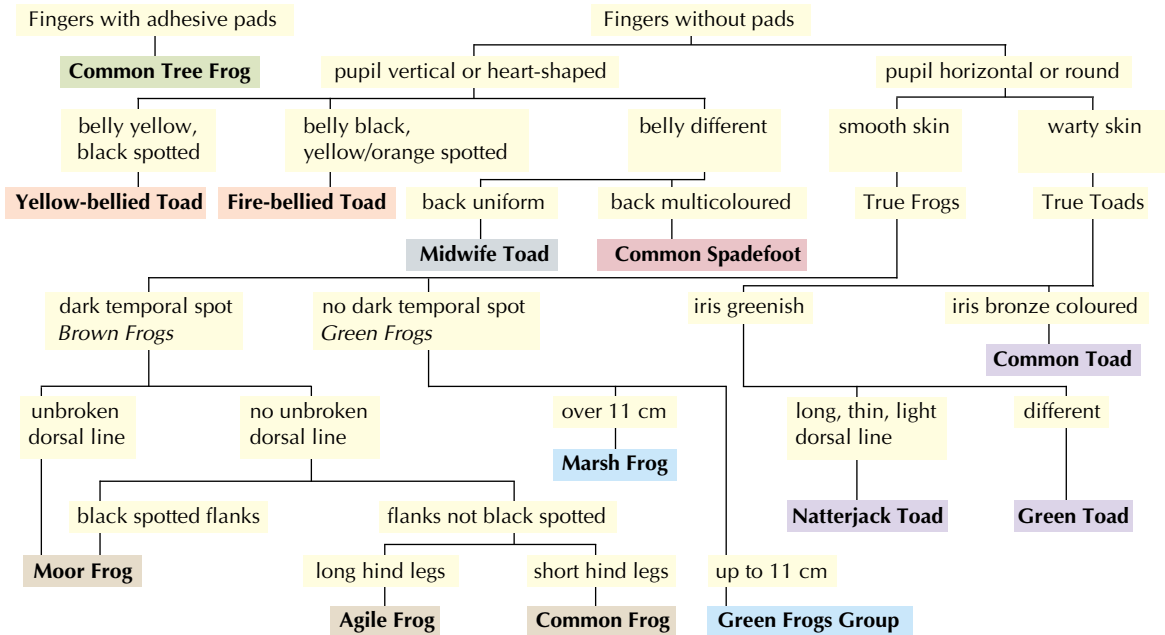 Fingers with adhesive pads
Fingers without pads
Common Tree Frog
pupil vertical or heart-shaped
pupil horizontal or round
belly yellow,
black spotted
belly black,
yellow/orange spotted
belly different
smooth skin
warty skin
Yellow-bellied Toad
Fire-bellied Toad
back uniform
back multicoloured
True Frogs
True Toads
Midwife Toad
Common Spadefoot
dark temporal spot
Brown Frogs
no dark temporal spot
Green Frogs
iris greenish
iris bronze coloured
Common Toad
unbroken
dorsal line
no unbroken
dorsal line
over 11 cm
long, thin, light
dorsal line
different
Marsh Frog
black spotted flanks
flanks not black spotted
Natterjack Toad
Green Toad
Moor Frog
long hind legs
short hind legs
up to 11 cm
Agile Frog
Common Frog
Green Frogs Group